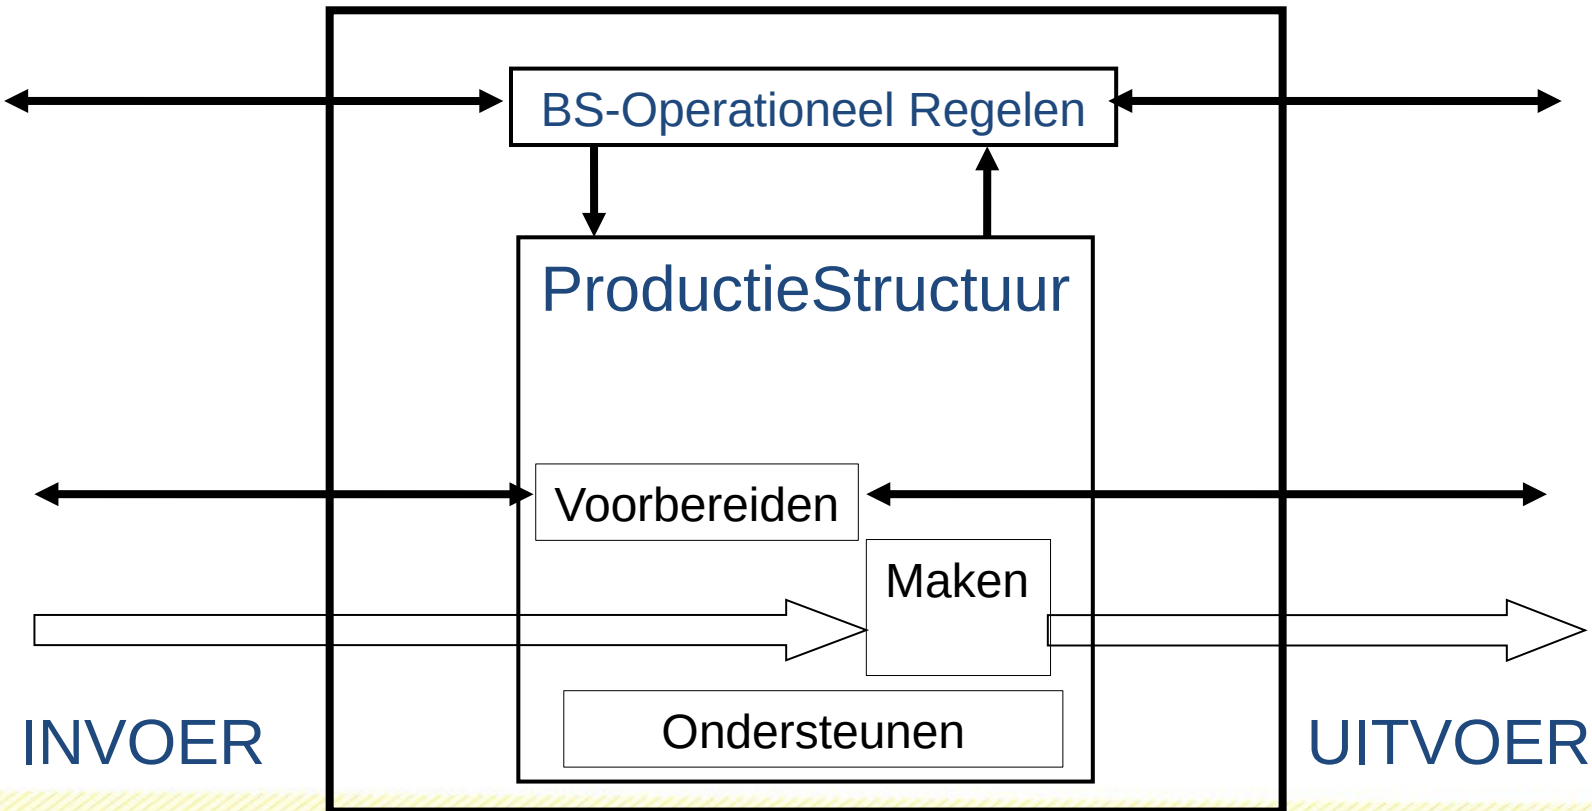 BS-Operationeel Regelen
ProductieStructuur
Voorbereiden
Maken
Ondersteunen
INVOER
UITVOER